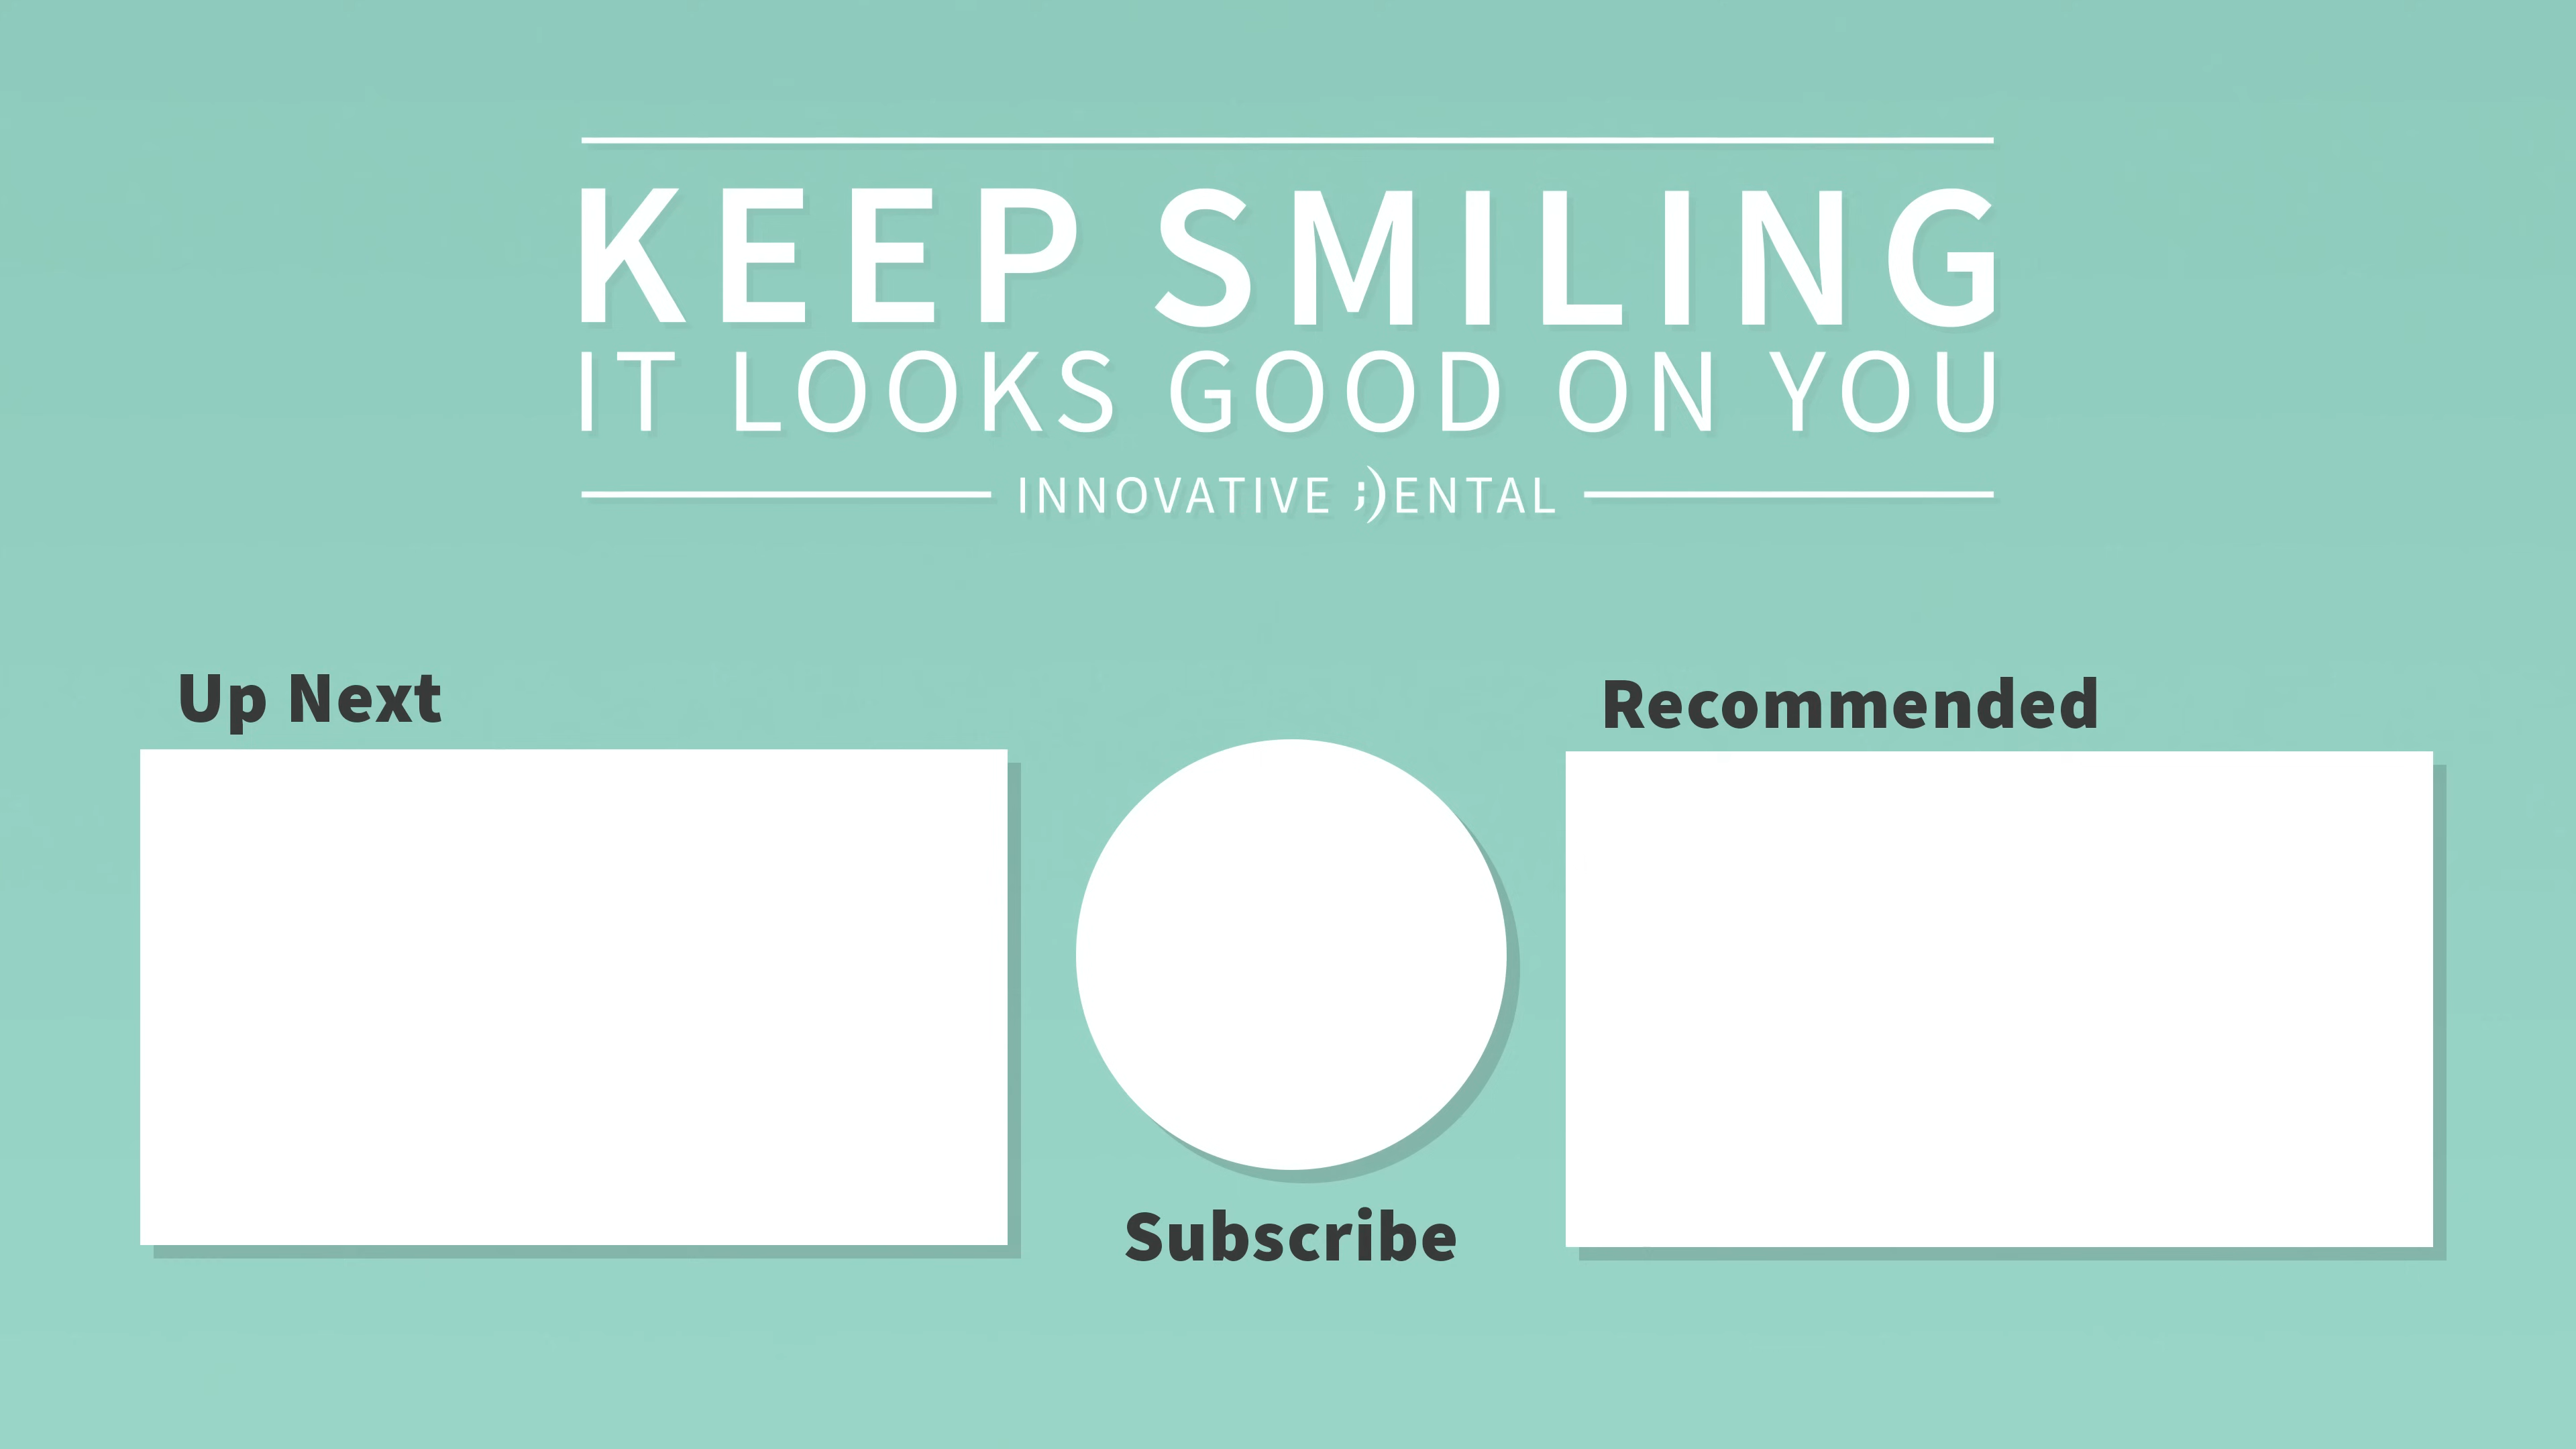 KEEP SMILING
IT LOOKS GOOD ON YOU
INNOVATIVE ;)ENTAL
Up Next
Recommended
Subscribe